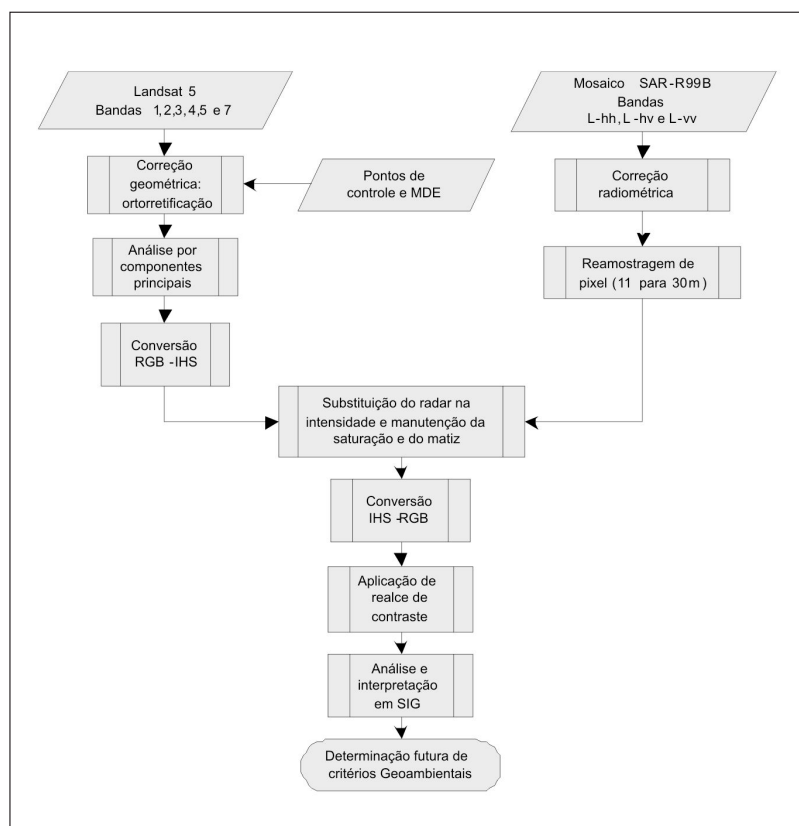 Landsat 5
Bandas 1,2,3, 4,5 e 7
Mosaico SAR-R99B
Bandas
L-hh, L-hv e L-vv
Correção
geométrica:
ortorretificação
Pontos de
controle e MDE
Correção
radiométrica
Análise por
componentes
principais
Reamostragem de
pixel (11 para 30m)
Conversão
RGB -IHS
Substituição do radar na
intensidade e manutenção da
saturação e do matiz
Conversão
IHS -RGB
Aplicação de
realce de
contraste
Análise e
interpretação
em SIG
Determinação futura de
critérios Geoambientais